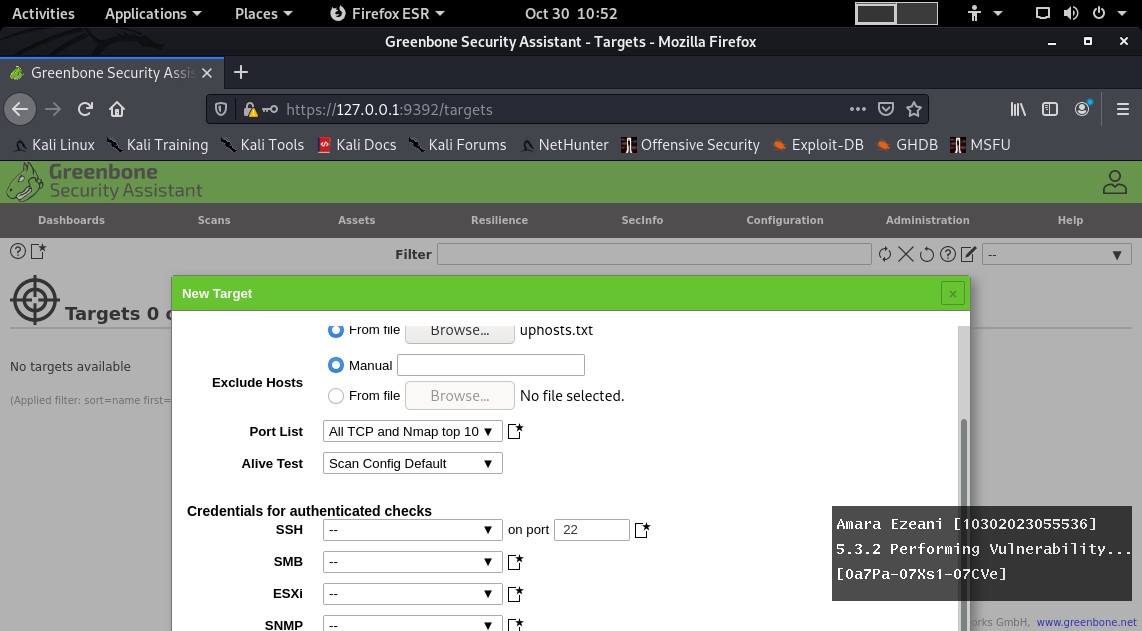 Activities Applications Places Firefox ESR Oct 30 10:52
Greenbone Security Assistant - Targets - Mozilla Firefox
Greenbone Security Assis
https://127.0.0.1:9392/targets
Kali Linux Kali Training Kali Tools Kali Docs Kali Forums NetHunter Offensive Security Exploit-DB GHDB MSFU
Greenbone
Security Assistant
Dashboards Scans Assets Resilience SecInfo Configuration Administration Help
Filter --
New Target x
Targets 0 o
From file Browse... uphosts.txt
No targets available
Manual
Exclude Hosts
From file Browse... No file selected.
(Applied filter: sort=name first=
Port List All TCP and Nmap top 10
Alive Test Scan Config Default
Credentials for authenticated checks
SSH -- on port 22
SMB --
ESXi --
SNMP --
Amara Ezeani [10302023055536]
5.3.2 Performing Vulnerability...
[0a7Pa-07Xs1-07CVe]
orks GmbH, www.greenbone.net